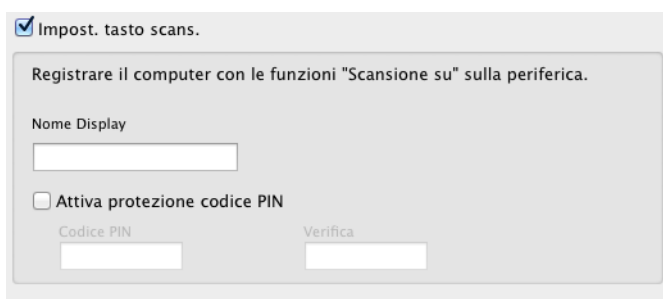 Impost. tasto scans.
Registrare il computer con le funzioni "Scansione su" sulla periferica.
Nome Display
Attiva protezione codice PIN
Codice PIN Verifica